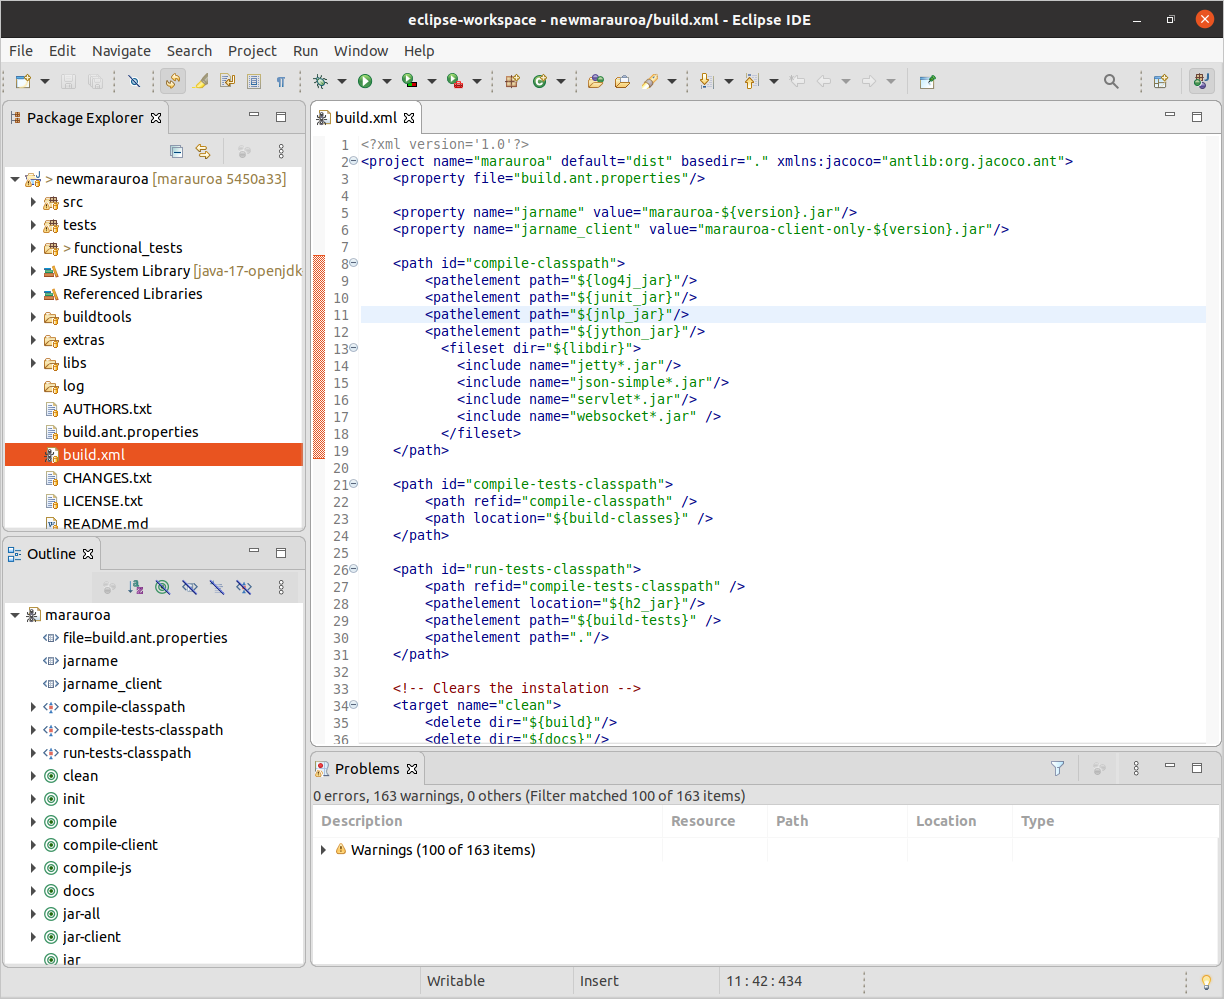 eclipse-workspace - newmarauroa/build.xml - Eclipse IDE
File Edit Navigate Search Project Run Window Help
Package Explorer
> newmarauroa [marauroa 5450a33]
src
tests
> functional_tests
JRE System Library [java-17-openjdk
Referenced Libraries
buildtools
extras
libs
log
AUTHORS.txt
build.ant.properties
build.xml
CHANGES.txt
LICENSE.txt
README.md
Outline
marauroa
file=build.ant.properties
jarname
jarname_client
compile-classpath
compile-tests-classpath
run-tests-classpath
clean
init
compile
compile-client
compile-js
docs
jar-all
jar-client
jar
build.xml
1 <?xml version='1.0'?>
2 <project name="marauroa" default="dist" basedir="." xmlns:jacoco="antlib:org.jacoco.ant">
3 <property file="build.ant.properties"/>
4
5 <property name="jarname" value="marauroa-${version}.jar"/>
6 <property name="jarname_client" value="marauroa-client-only-${version}.jar"/>
7
8 <path id="compile-classpath">
9 <pathelement path="${log4j_jar}"/>
10 <pathelement path="${junit_jar}"/>
11 <pathelement path="${jnlp_jar}"/>
12 <pathelement path="${jython_jar}"/>
13 <fileset dir="${libdir}">
14 <include name="jetty*.jar"/>
15 <include name="json-simple*.jar"/>
16 <include name="servlet*.jar"/>
17 <include name="websocket*.jar" />
18 </fileset>
19 </path>
20
21 <path id="compile-tests-classpath">
22 <path refid="compile-classpath" />
23 <path location="${build-classes}" />
24 </path>
25
26 <path id="run-tests-classpath">
27 <path refid="compile-tests-classpath" />
28 <pathelement location="${h2_jar}"/>
29 <pathelement path="${build-tests}" />
30 <pathelement path="."/>
31 </path>
32
33 <!-- Clears the instalation -->
34 <target name="clean">
35 <delete dir="${build}"/>
36 <delete dir="${docs}"/>
Problems
0 errors, 163 warnings, 0 others (Filter matched 100 of 163 items)
Description Resource Path Location Type
Warnings (100 of 163 items)
Writable Insert 11 : 42 : 434